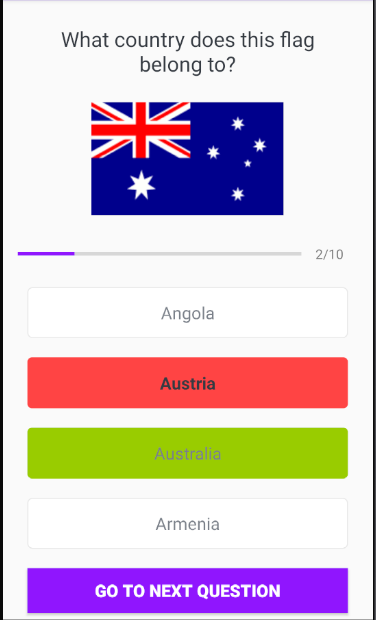 What country does this flag
belong to?
2/10
Angola
Austria
Australia
Armenia
GO TO NEXT QUESTION